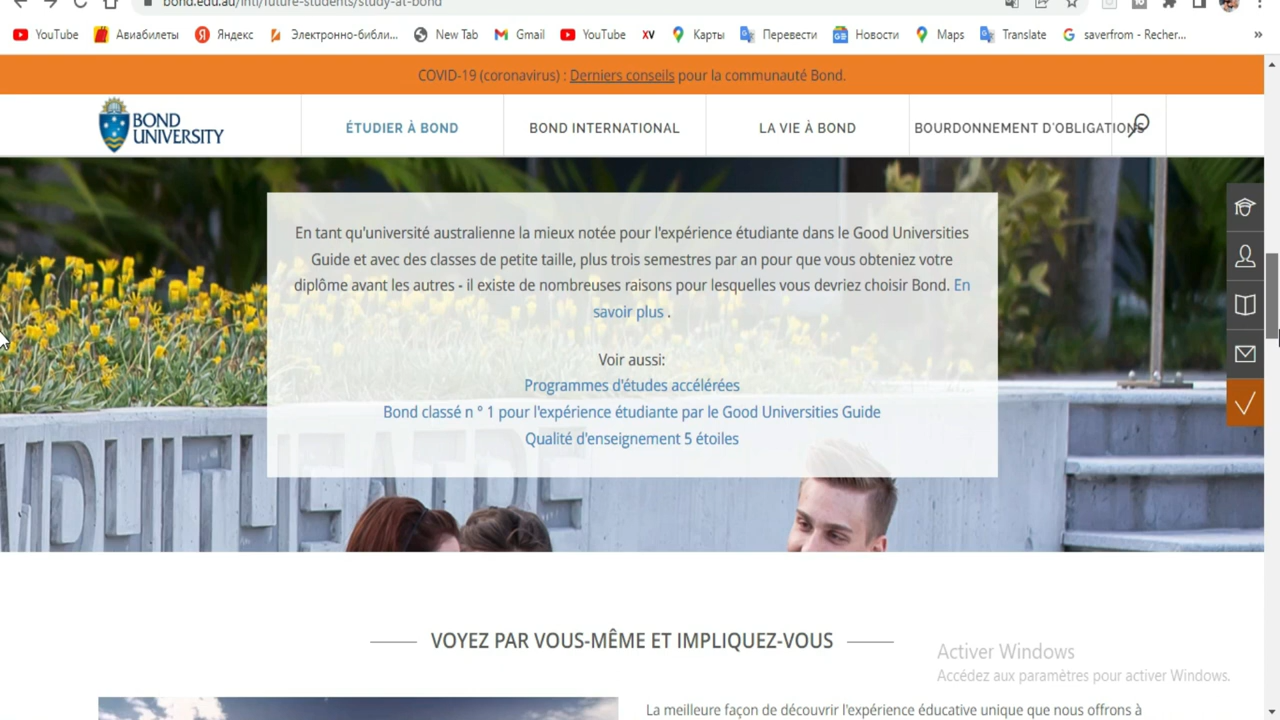 bond.edu.au/intl/future-students/study-at-bond
YouTube Авиабилеты Яндекс Электронно-библи... New Tab Gmail YouTube XV Карты Перевести Новости Maps Translate saverfrom - Recher... »
COVID-19 (coronavirus) : Derniers conseils pour la communauté Bond.
BOND UNIVERSITY
ÉTUDIER À BOND BOND INTERNATIONAL LA VIE À BOND BOURDONNEMENT D'OBLIGATIONS
En tant qu'université australienne la mieux notée pour l'expérience étudiante dans le Good Universities
Guide et avec des classes de petite taille, plus trois semestres par an pour que vous obteniez votre
diplôme avant les autres - il existe de nombreuses raisons pour lesquelles vous devriez choisir Bond. En
savoir plus .
Voir aussi:
Programmes d'études accélérées
Bond classé n ° 1 pour l'expérience étudiante par le Good Universities Guide
Qualité d'enseignement 5 étoiles
VOYEZ PAR VOUS-MÊME ET IMPLIQUEZ-VOUS
Activer Windows
Accédez aux paramètres pour activer Windows.
La meilleure façon de découvrir l'expérience éducative unique que nous offrons à